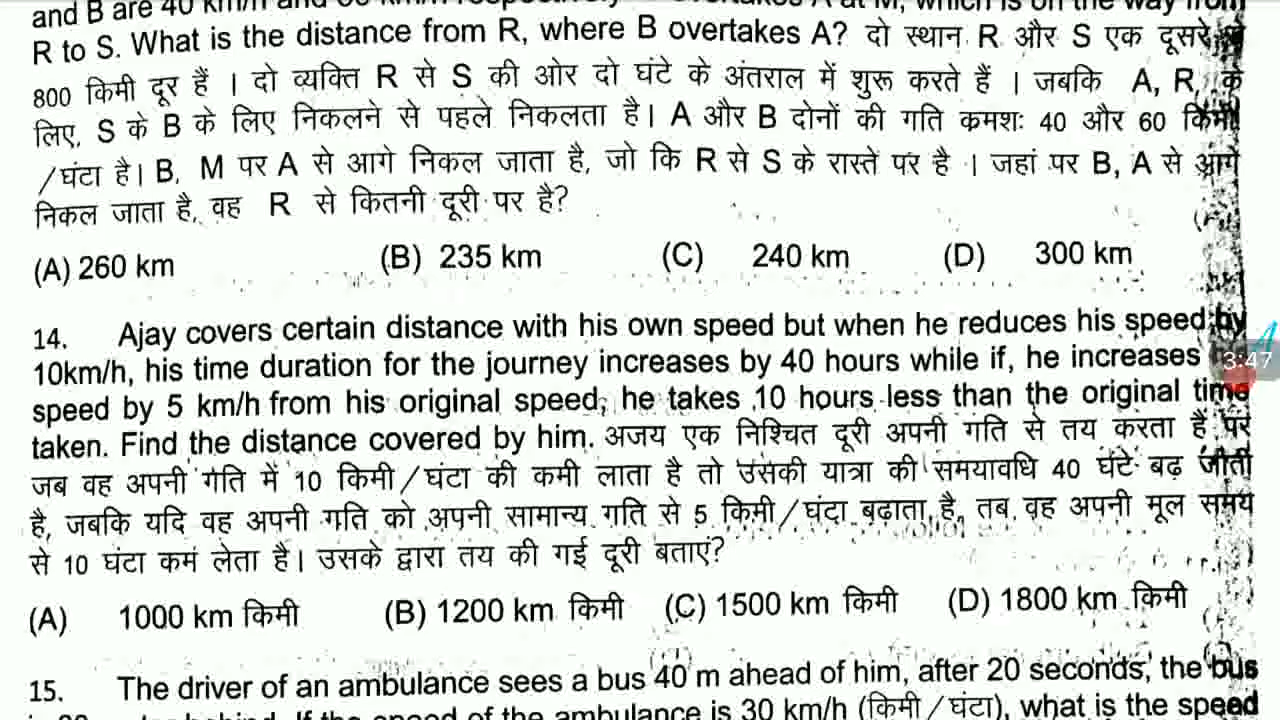 R to S. What is the distance from R, where B overtakes A? दो स्थान R और S एक दूसरे से
800 किमी दूर हैं । दो व्यक्ति R से S की ओर दो घंटे के अंतराल में शुरू करते हैं । जबकि A, R, के
लिए, S के B के लिए निकलने से पहले निकलता है। A और B दोनों की गति क्रमशः 40 और 60 किमी
/घंटा है। B, M पर A से आगे निकल जाता है, जो कि R से S के रास्ते पर है । जहां पर B, A से आगे
निकल जाता है, वह R से कितनी दूरी पर है?
(A) 260 km (B) 235 km (C) 240 km (D) 300 km
14. Ajay covers certain distance with his own speed but when he reduces his speed by
10km/h, his time duration for the journey increases by 40 hours while if, he increases
speed by 5 km/h from his original speed, he takes 10 hours less than the original time
taken. Find the distance covered by him. अजय एक निश्चित दूरी अपनी गति से तय करता है पर
जब वह अपनी गति में 10 किमी/घंटा की कमी लाता है तो उसकी यात्रा की समयावधि 40 घंटे बढ़ जाती
है, जबकि यदि वह अपनी गति को अपनी सामान्य गति से 5 किमी/घंटा बढ़ाता है, तब वह अपनी मूल समय
से 10 घंटा कम लेता है। उसके द्वारा तय की गई दूरी बताएं?
(A) 1000 km किमी (B) 1200 km किमी (C) 1500 km किमी (D) 1800 km किमी
3:47
15. The driver of an ambulance sees a bus 40 m ahead of him, after 20 seconds, the bus
behind. If the speed of the ambulance is 30 km/h (किमी/घंटा), what is the speed